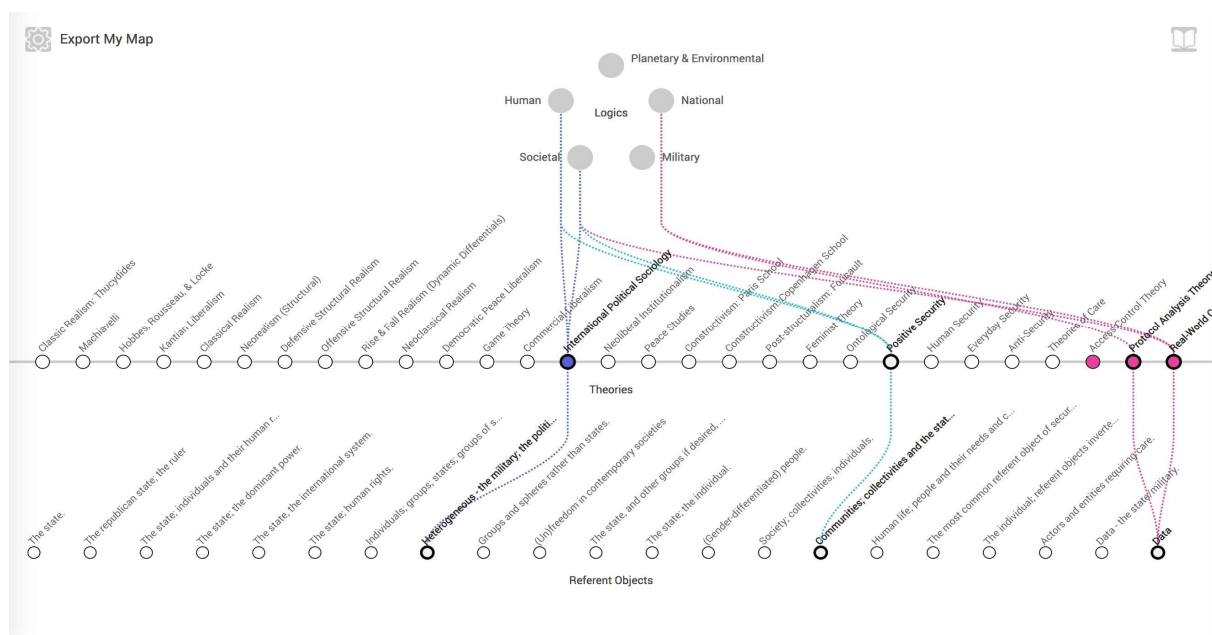 Export My Map
Planetary & Environmental
Human
National
Logics
Societal
Military
Classic Realism: Thucydides
Machiavelli
Hobbes, Rousseau, & Locke
Kantian Liberalism
Classical Realism
Neorealism (Structural)
Defensive Structural Realism
Offensive Structural Realism
Rise & Fall Realism (Dynamic Differentials)
Neoclassical Realism
Democratic Peace Liberalism
Game Theory
Commercial Liberalism
International Political Sociology
Neoliberal Institutionalism
Peace Studies
Constructivism: Paris School
Constructivism: Copenhagen School
Post-structuralism: Foucault
Feminist Theory
Ontological Security
Positive Security
Human Security
Everyday Security
Anti-Security
Theories of Care
Access Control Theory
Protocol Analysis Theory
Real-World C
Theories
The state.
The republican state; the ruler
The state; individuals and their human r...
The state; the dominant power.
The state; the international system.
The state; human rights.
Individuals; groups, states; groups of s...
Heterogeneous - the military; the politi...
Groups and spheres rather than states.
(Un)freedom in contemporary societies
The state, and other groups if desired, ...
The state; the individual.
(Gender-differentiated) people.
Society; collectivities; individuals.
Communities; collectivities and the stat...
Human life; people and their needs and c...
The most common referent object of secur...
The individual; referent objects inverte...
Actors and entities requiring care.
Data - the state/military.
Data
Referent Objects